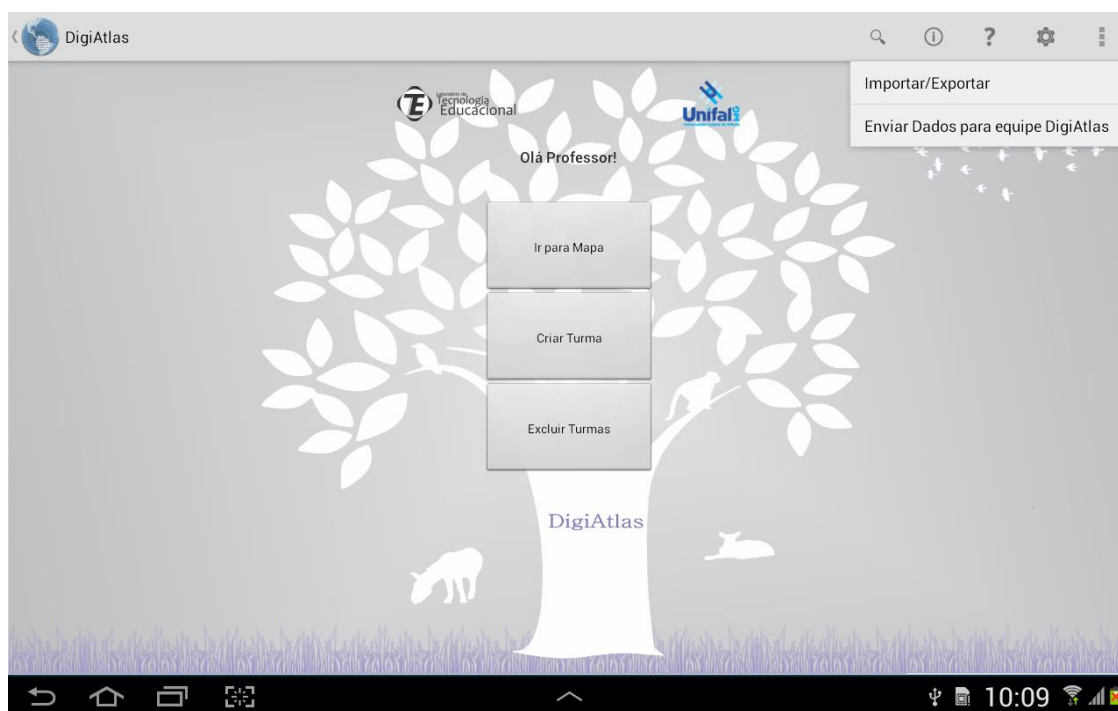 DigiAtlas
?
Importar/Exportar
Enviar Dados para equipe DigiAtlas
Tecnologia
Educacional
Unifal
MG
Olá Professor!
Ir para Mapa
Criar Turma
Excluir Turmas
DigiAtlas
10:09